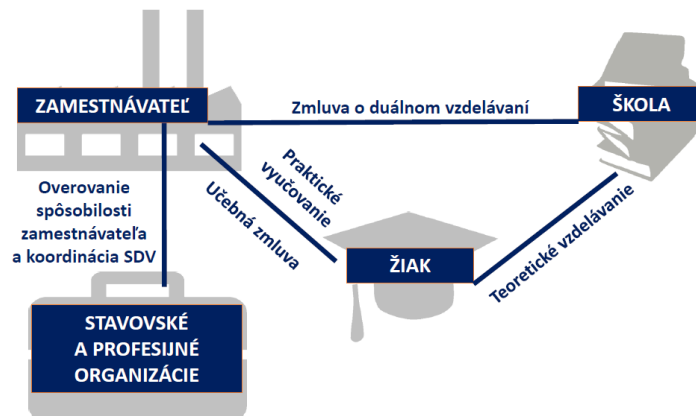 ZAMESTNÁVATEĽ
Zmluva o duálnom vzdelávaní
ŠKOLA
Overovanie
spôsobilosti
zamestnávateľa
a koordinácia SDV
Praktické
vyučovanie
Učebná zmluva
ŽIAK
Teoretické vzdelávanie
STAVOVSKÉ
A PROFESIJNÉ
ORGANIZÁCIE